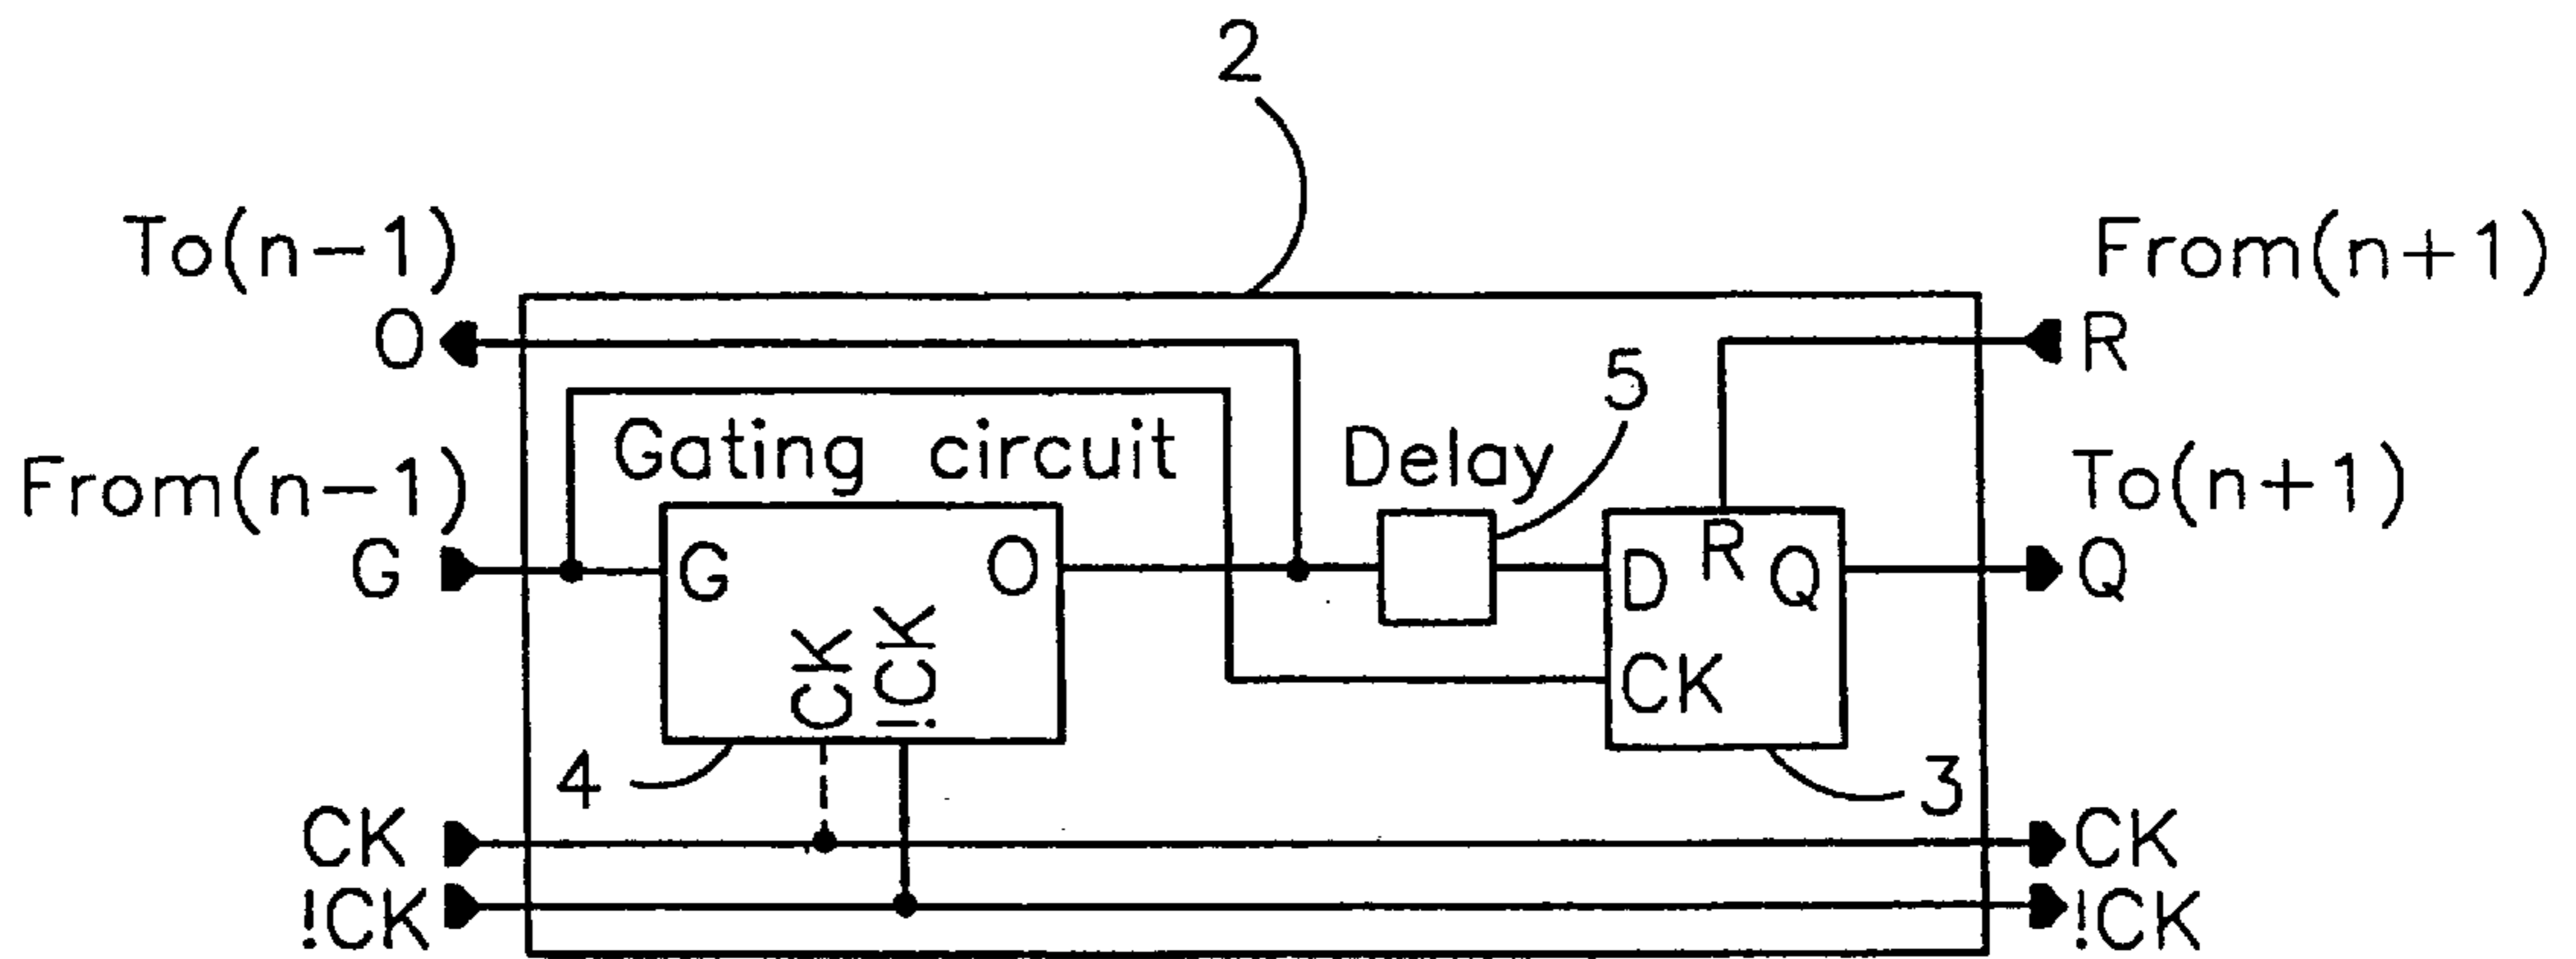 2
To(n-1)
From(n+1)
O
R
5
Gating circuit
Delay
From(n-1)
To(n+1)
G
G
O
D
R
Q
Q
CK
!CK
CK
4
3
CK
CK
!CK
!CK